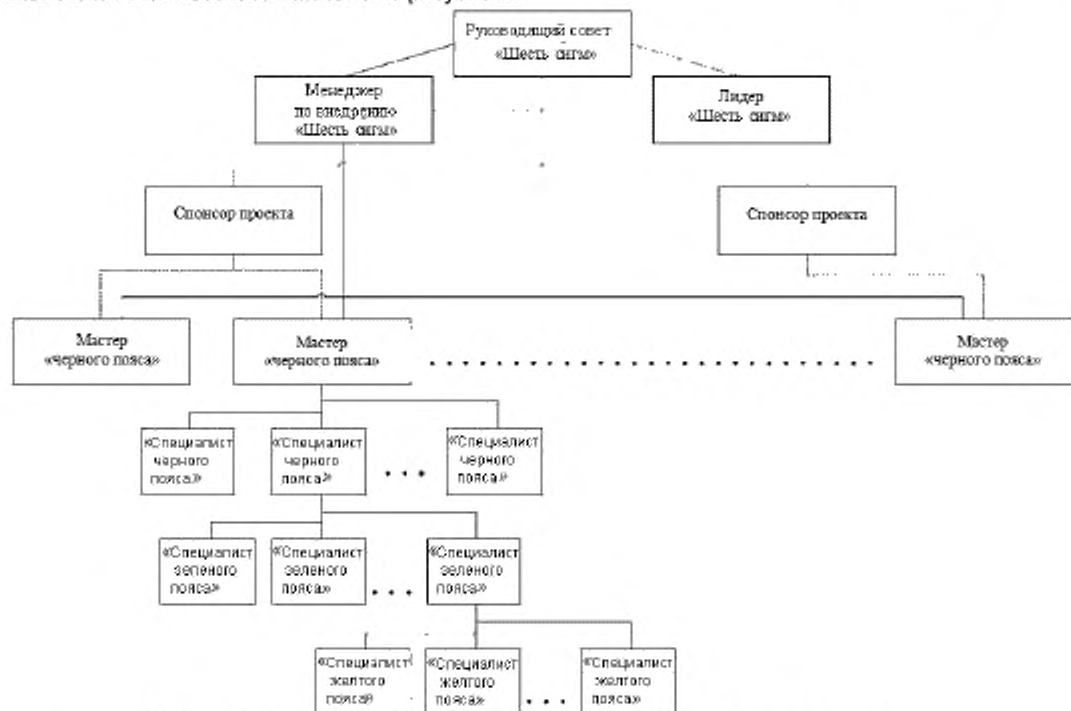 Руководящий совет
«Шесть сигм»
Менеджер
по внедрению
«Шесть сигм»
Лидер
«Шесть сигм»
Спонсор проекта
Спонсор проекта
Мастер
«черного пояса»
Мастер
«черного пояса»
Мастер
«черного пояса»
«Специалист
черного
пояса»
«Специалист
черного
пояса»
«Специалист
черного
пояса»
«Специалист
зеленого
пояса»
«Специалист
зеленого
пояса»
«Специалист
зеленого
пояса»
«Специалист
желтого
пояса»
«Специалист
желтого
пояса»
«Специалист
желтого
пояса»